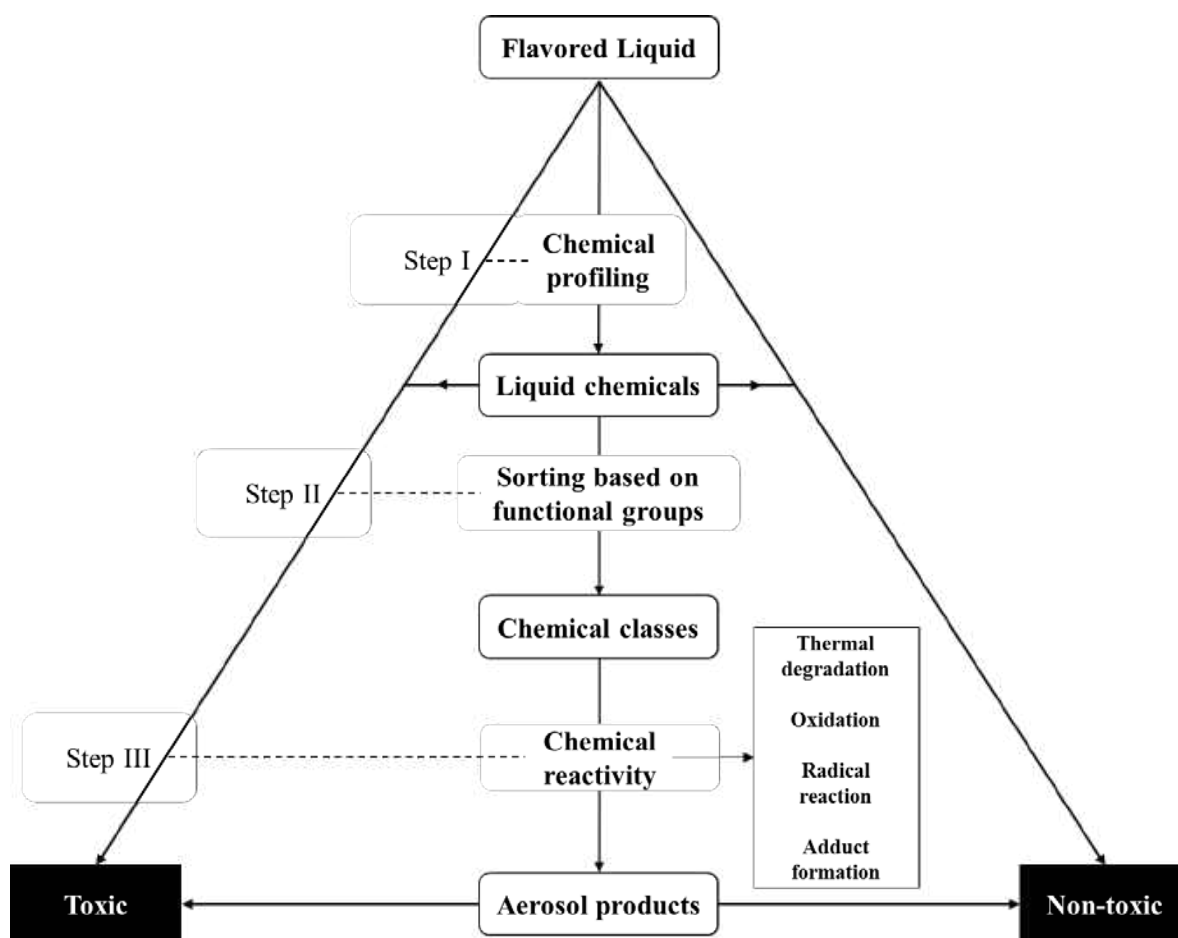 Flavored Liquid
Step I
Chemical
profiling
Liquid chemicals
Step II
Sorting based on
functional groups
Chemical classes
Thermal
degradation
Oxidation
Radical
reaction
Adduct
formation
Step III
Chemical
reactivity
Toxic
Aerosol products
Non-toxic